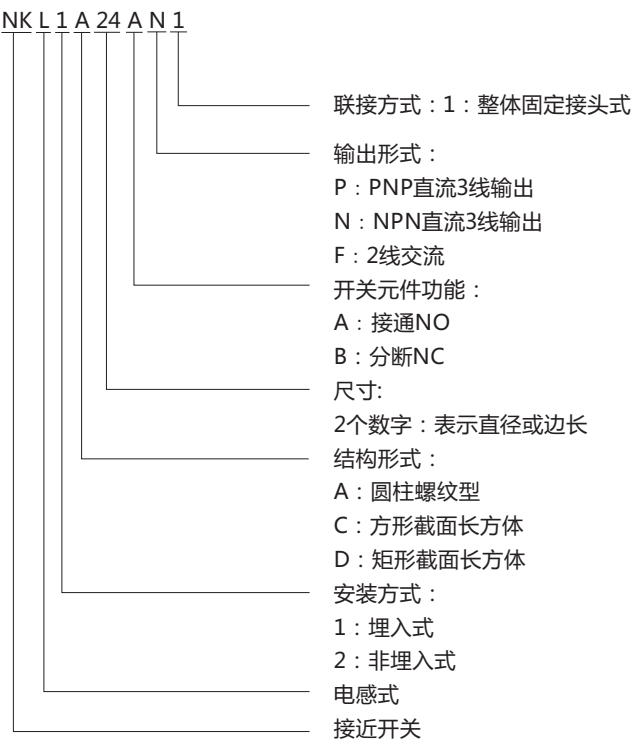 NK L 1 A 24 A N 1
联接方式：1：整体固定接头式
输出形式：
P：PNP直流3线输出
N：NPN直流3线输出
F：2线交流
开关元件功能：
A：接通NO
B：分断NC
尺寸:
2个数字：表示直径或边长
结构形式：
A：圆柱螺纹型
C：方形截面长方体
D：矩形截面长方体
安装方式：
1：埋入式
2：非埋入式
电感式
接近开关